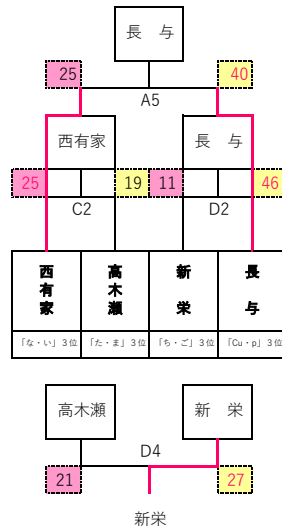 長 与
25 40
A5
西有家 長 与
25 19 11 46
C2 D2
西有家 高木瀬 新栄 長与
「な・い」3位 「た・ま」3位 「ち・ご」3位 「Cu・p」3位
高木瀬 新 栄
D4
21 27
新栄